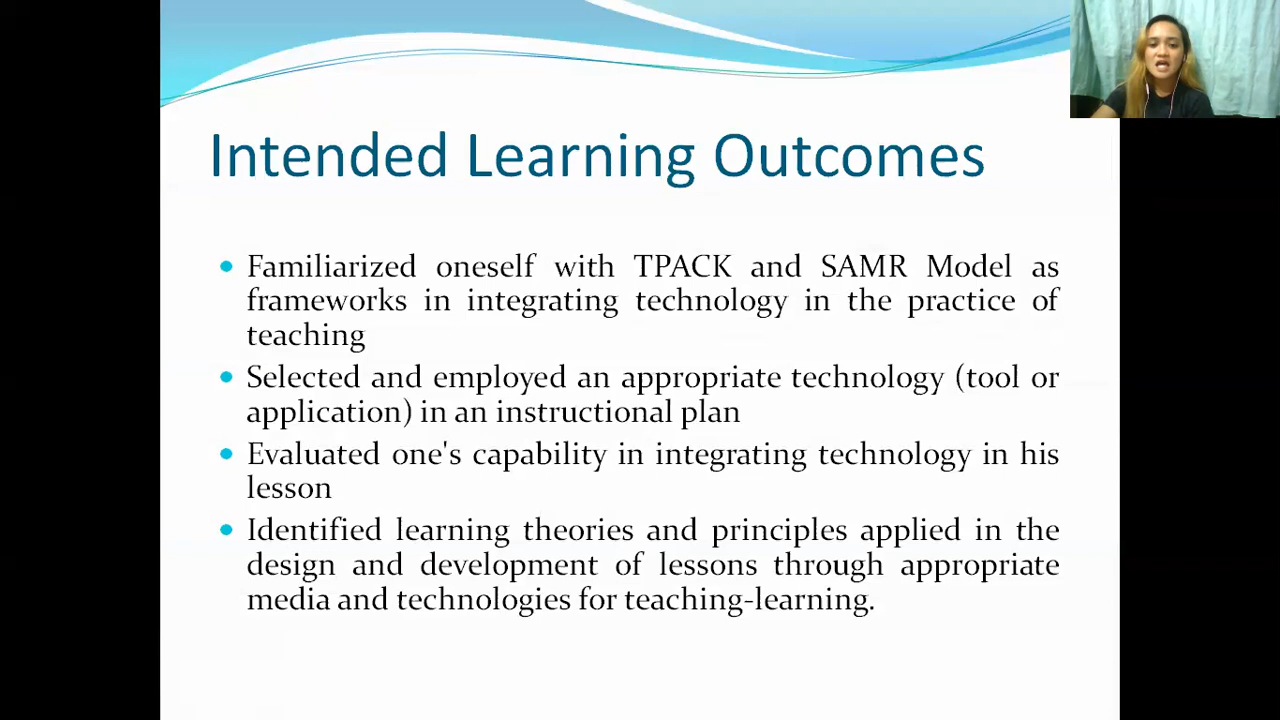 Intended Learning Outcomes
Familiarized oneself with TPACK and SAMR Model as
frameworks in integrating technology in the practice of
teaching
Selected and employed an appropriate technology (tool or
application) in an instructional plan
Evaluated one's capability in integrating technology in his
lesson
Identified learning theories and principles applied in the
design and development of lessons through appropriate
media and technologies for teaching-learning.